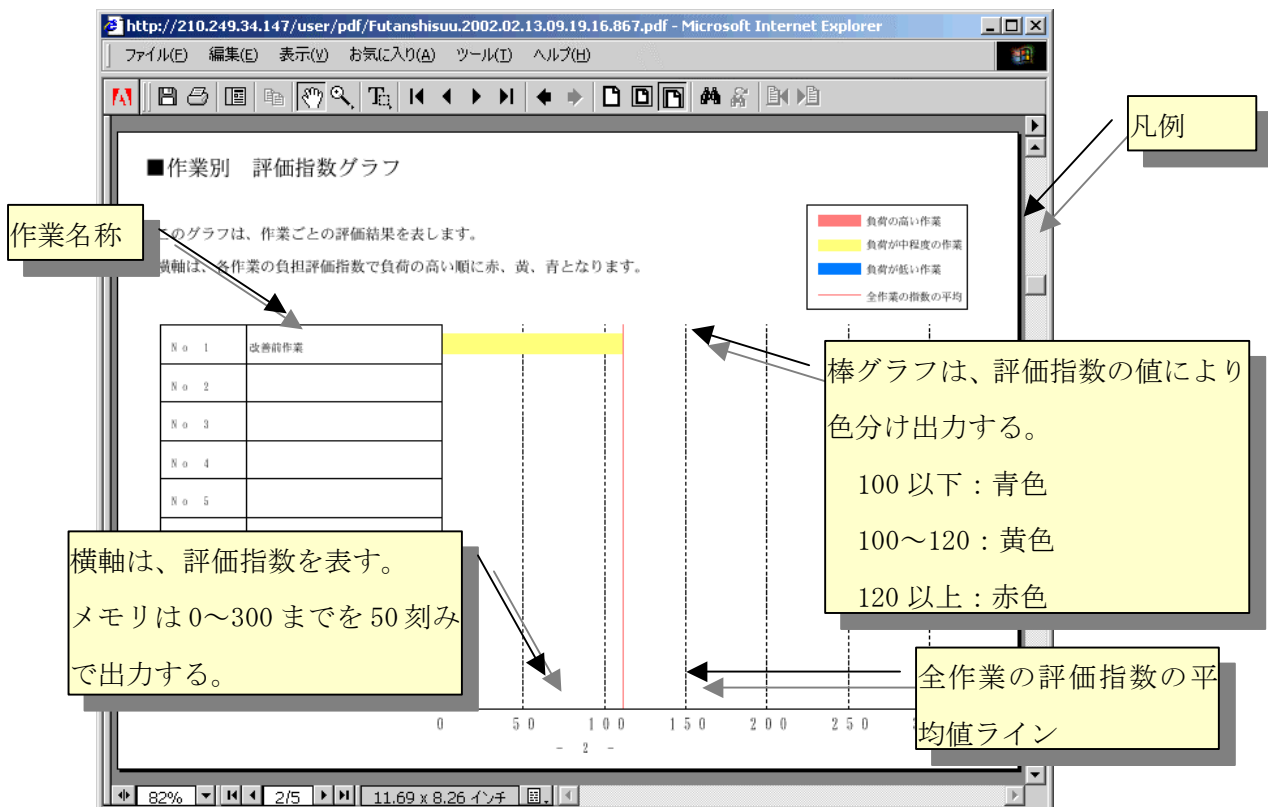 http://210.249.34.147/user/pdf/Futanshisuu.2002.02.13.09.19.16.867.pdf - Microsoft Internet Explorer
ファイル(F) 編集(E) 表示(V) お気に入り(A) ツール(T) ヘルプ(H)
凡例
■作業別 評価指数グラフ
作業名称
このグラフは、作業ごとの評価結果を表します。
横軸は、各作業の負担評価指数で負荷の高い順に赤、黄、青となります。
負荷の高い作業
負荷が中程度の作業
負荷が低い作業
全作業の指数の平均
No 1 改善前作業
No 2
No 3
No 4
No 5
棒グラフは、評価指数の値により
色分け出力する。
100 以下：青色
100～120：黄色
120 以上：赤色
横軸は、評価指数を表す。
メモリは 0～300 までを 50 刻み
で出力する。
全作業の評価指数の平
均値ライン
0 50 100 150 200 250
- 2 -
82% 2/5 11.69 x 8.26 インチ